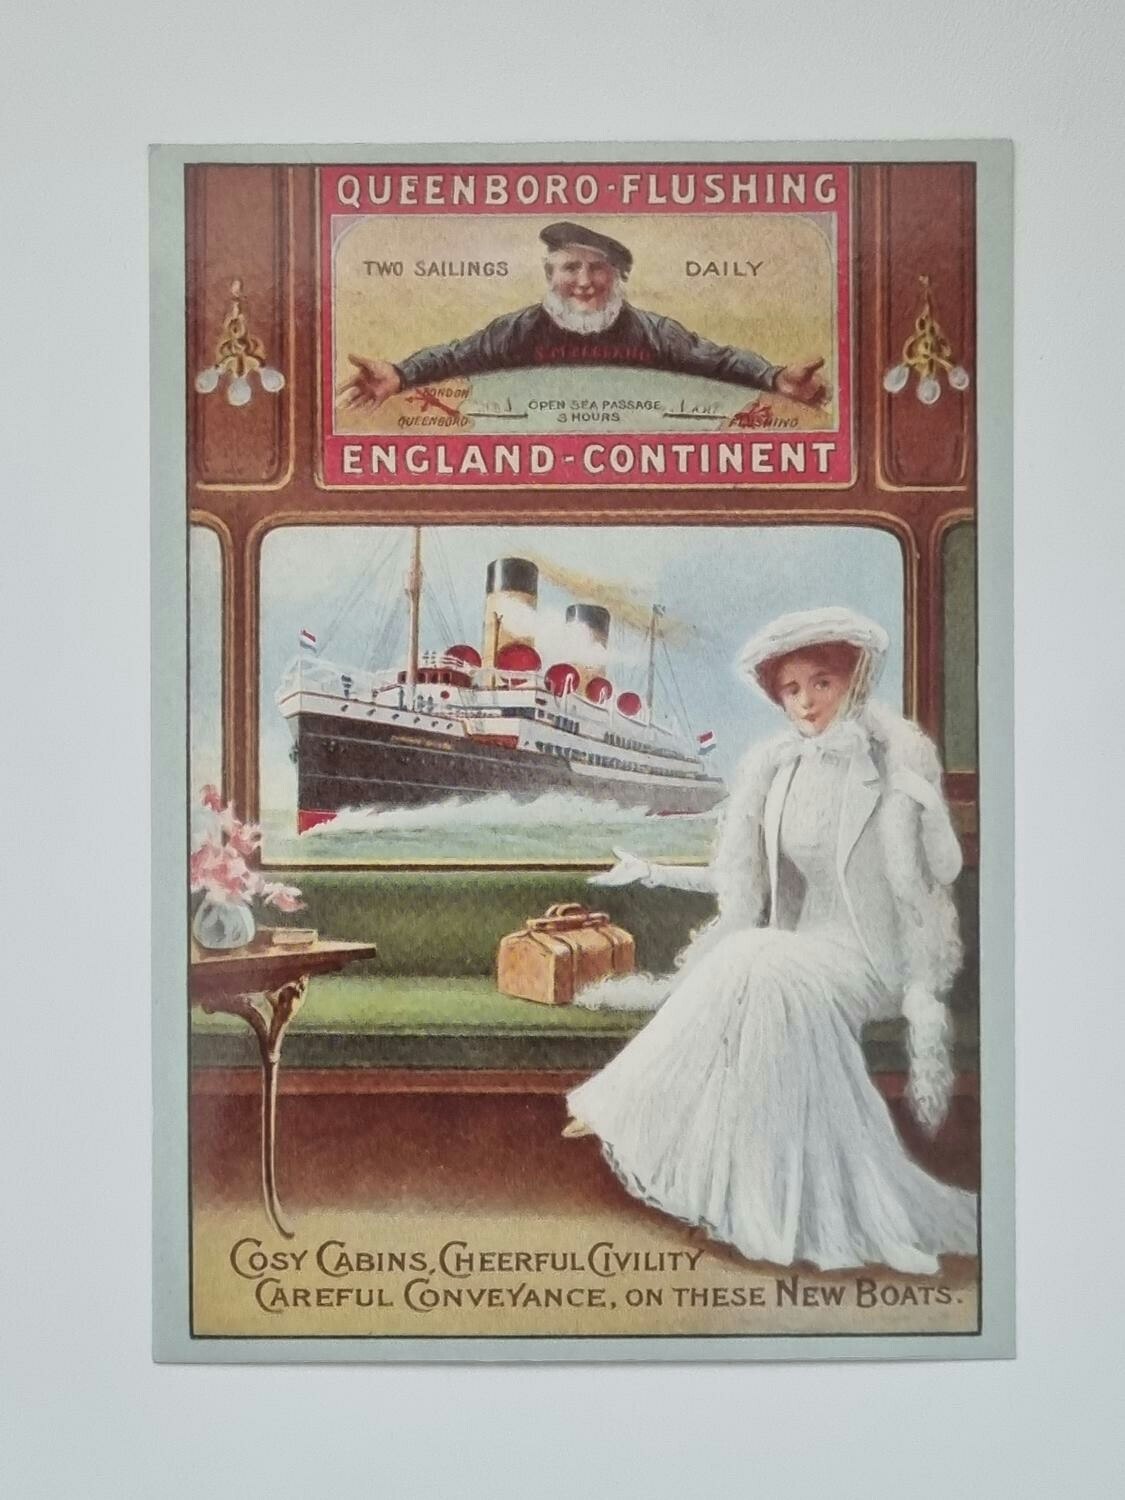 QUEENBORO-FLUSHING
TWO SAILINGS DAILY
S.M.ZEELAND
LONDON
OPEN SEA PASSAGE
3 HOURS
QUEENBORO
FLUSHING
ENGLAND-CONTINENT
COSY CABINS, CHEERFUL CIVILITY
CAREFUL CONVEYANCE, ON THESE NEW BOATS.